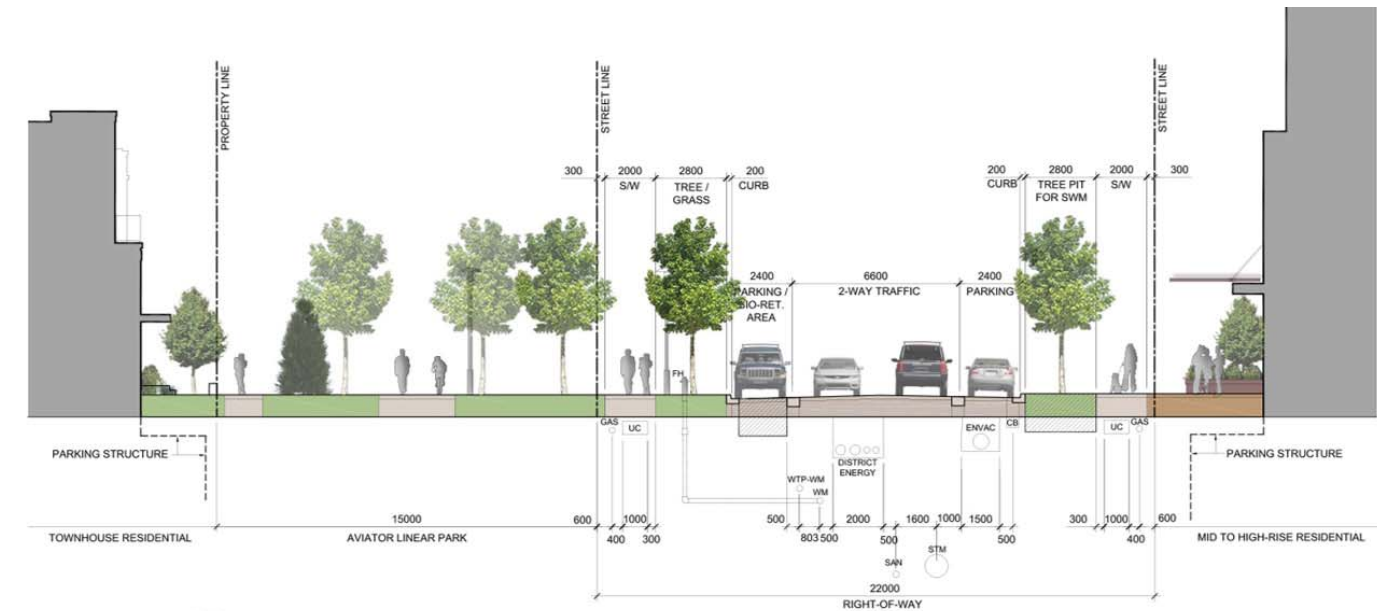 PROPERTY LINE
STREET LINE
STREET LINE
300
2000
2800
200
S/W
TREE /
GRASS
CURB
200
2800
2000
300
CURB
TREE PIT
FOR SWM
S/W
2400
6600
2400
PARKING /
BIO-RET.
AREA
2-WAY TRAFFIC
PARKING
FH
GAS
UC
ENVAC
CB
UC
GAS
DISTRICT
ENERGY
PARKING STRUCTURE
PARKING STRUCTURE
WTP-WM
WM
15000
600
1000
500
2000
1600
1000
1500
300
1000
600
TOWNHOUSE RESIDENTIAL
AVIATOR LINEAR PARK
400
300
803
500
500
500
400
MID TO HIGH-RISE RESIDENTIAL
SAN
STM
22000
RIGHT-OF-WAY